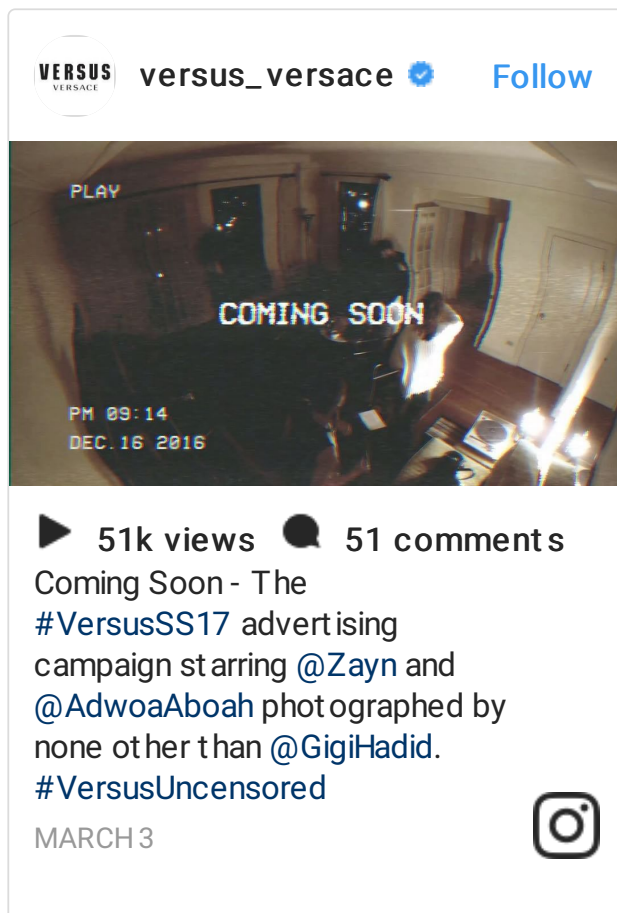 VERSUS
VERSACE
versus_versace
Follow
PLAY
COMING SOON
PM 09:14
DEC.16 2016
51k views 51 comments
Coming Soon - The
#VersusSS17 advertising
campaign starring @Zayn and
@AdwoaAboah photographed by
none other than @GigiHadid.
#VersusUncensored
MARCH 3